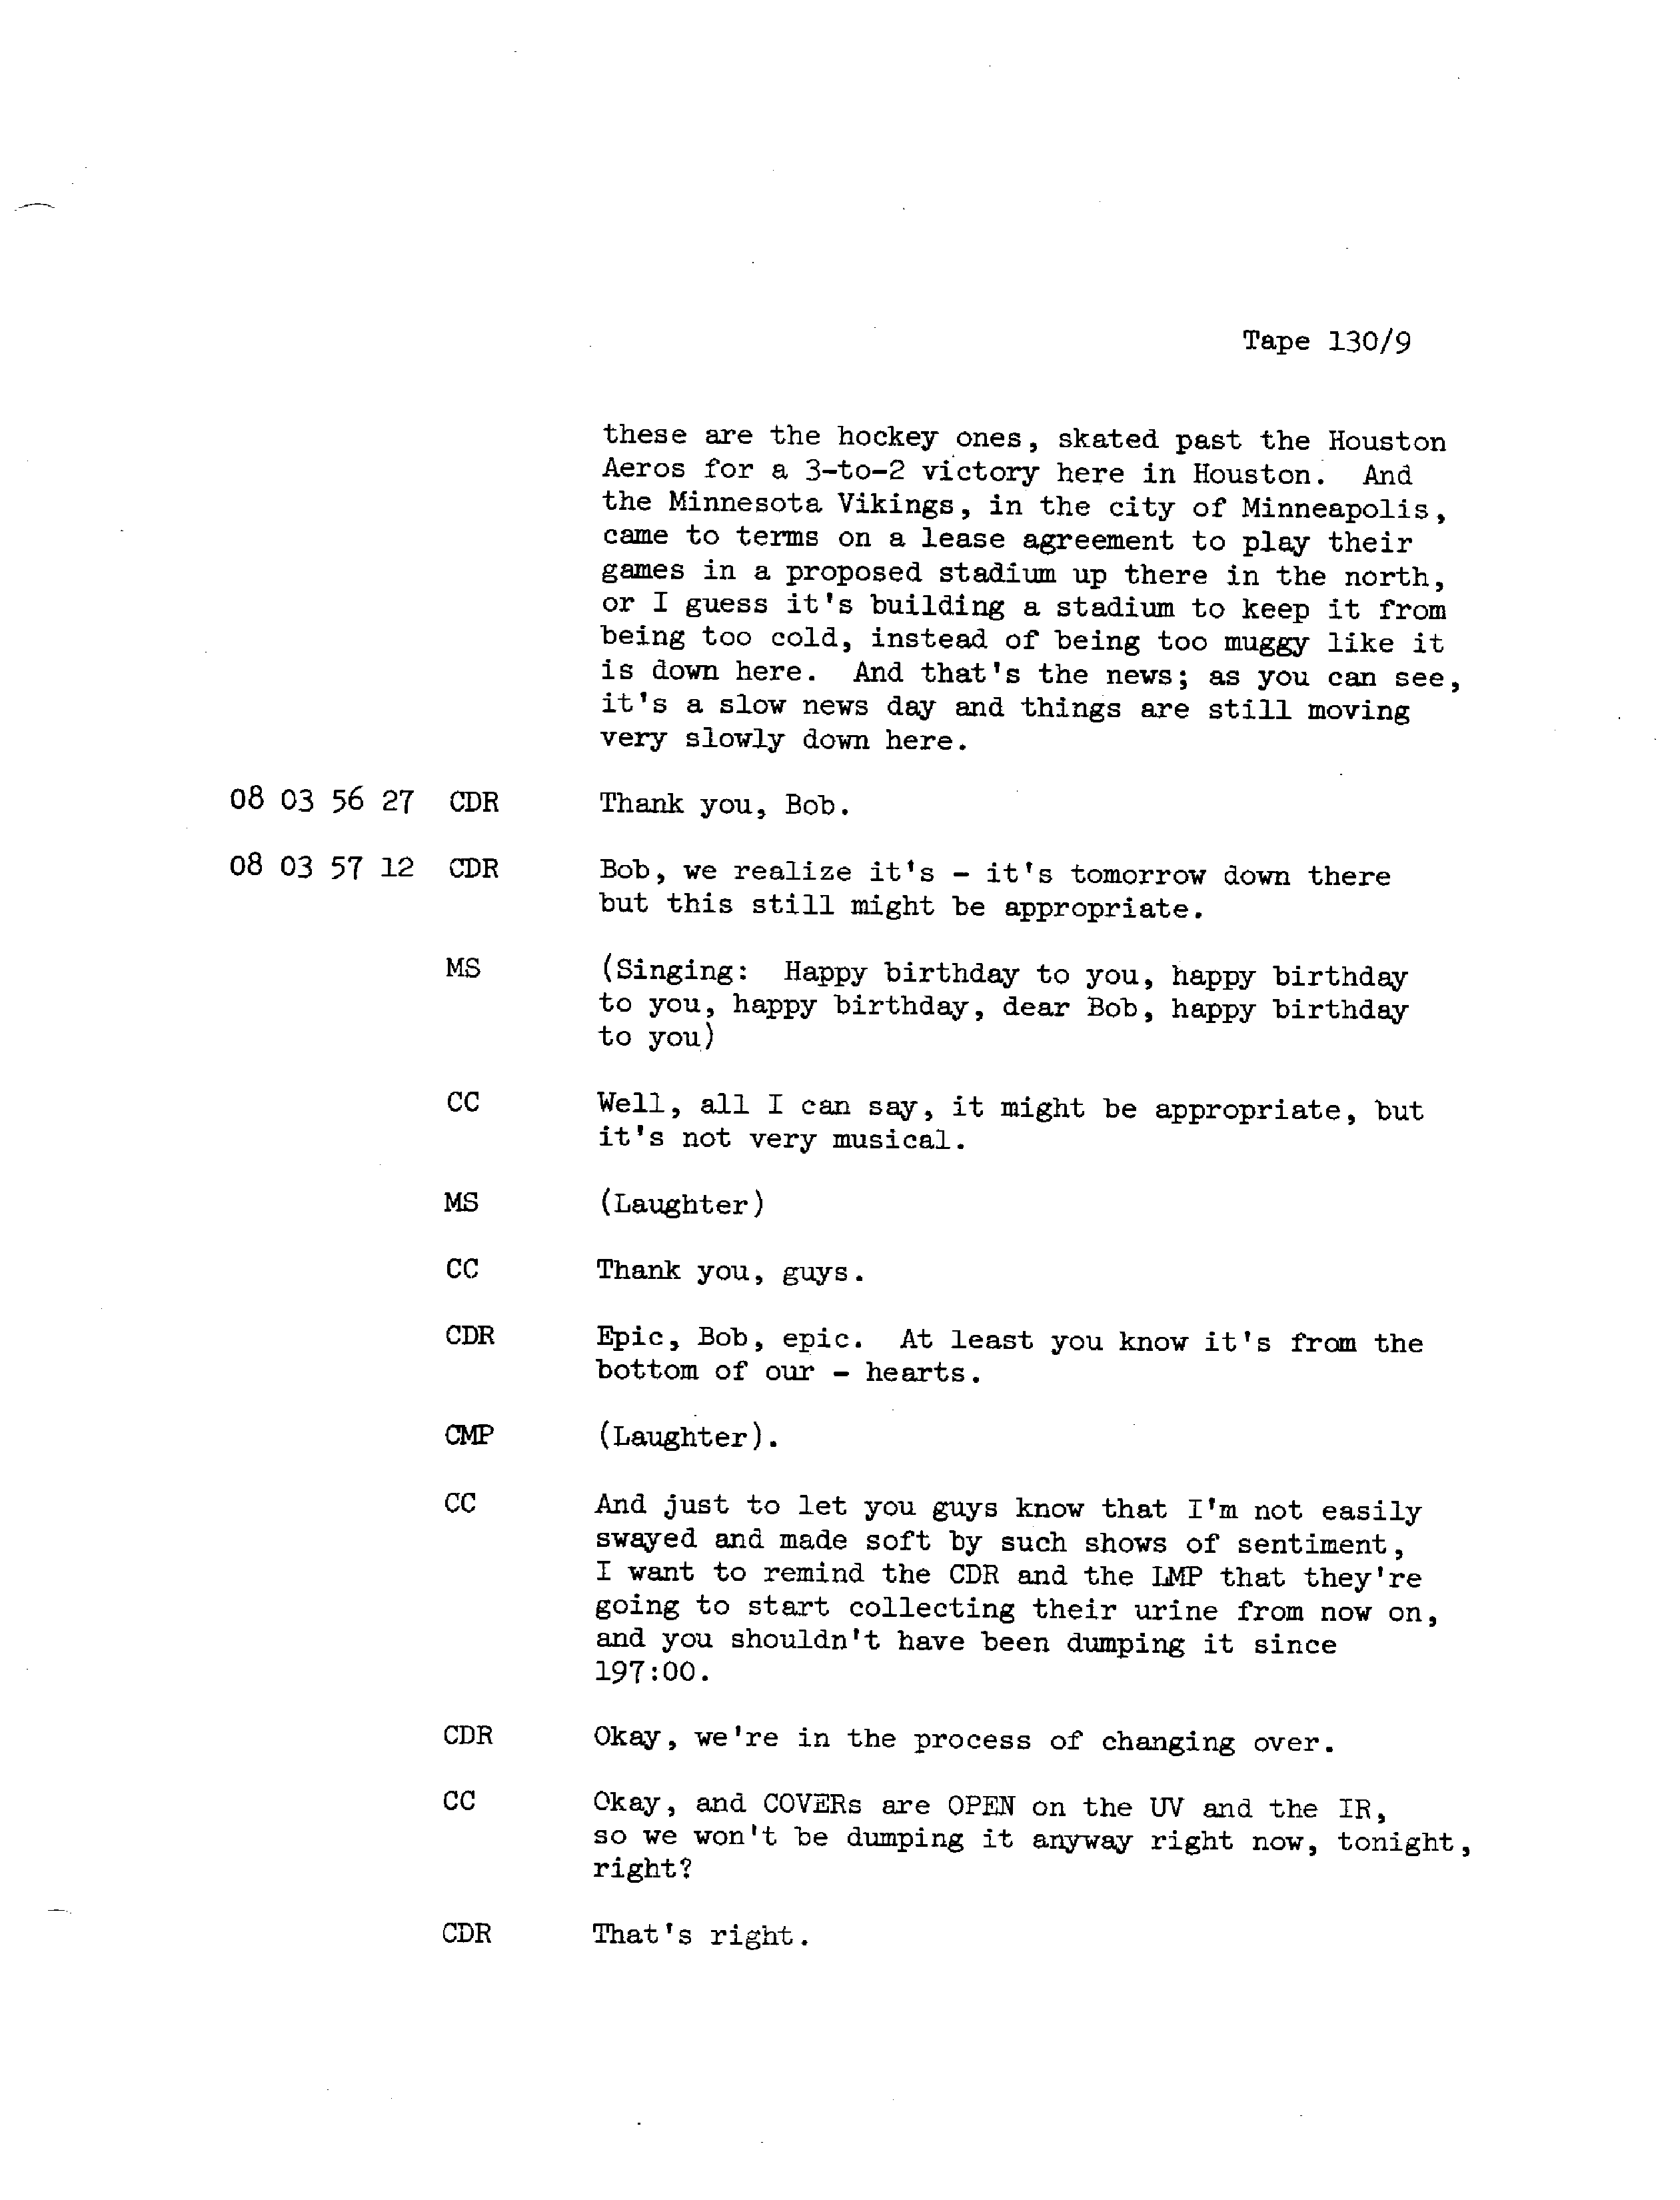 Tape 130/9
these are the hockey ones, skated past the Houston
Aeros for a 3-to-2 victory here in Houston. And
the Minnesota Vikings, in the city of Minneapolis,
came to terms on a lease agreement to play their
games in a proposed stadium up there in the north,
or I guess it's building a stadium to keep it from
being too cold, instead of being too muggy like it
is down here. And that's the news; as you can see,
it's a slow news day and things are still moving
very slowly down here.
08 03 56 27 CDR Thank you, Bob.
08 03 57 12 CDR Bob, we realize it's - it's tomorrow down there
but this still might be appropriate.
MS (Singing: Happy birthday to you, happy birthday
to you, happy birthday, dear Bob, happy birthday
to you)
CC Well, all I can say, it might be appropriate, but
it's not very musical.
MS (Laughter)
CC Thank you, guys.
CDR Epic, Bob, epic. At least you know it's from the
bottom of our - hearts.
CMP (Laughter).
CC And just to let you guys know that I'm not easily
swayed and made soft by such shows of sentiment,
I want to remind the CDR and the LMP that they're
going to start collecting their urine from now on,
and you shouldn't have been dumping it since
197:00.
CDR Okay, we're in the process of changing over.
CC Okay, and COVERs are OPEN on the UV and the IR,
so we won't be dumping it anyway right now, tonight,
right?
CDR That's right.